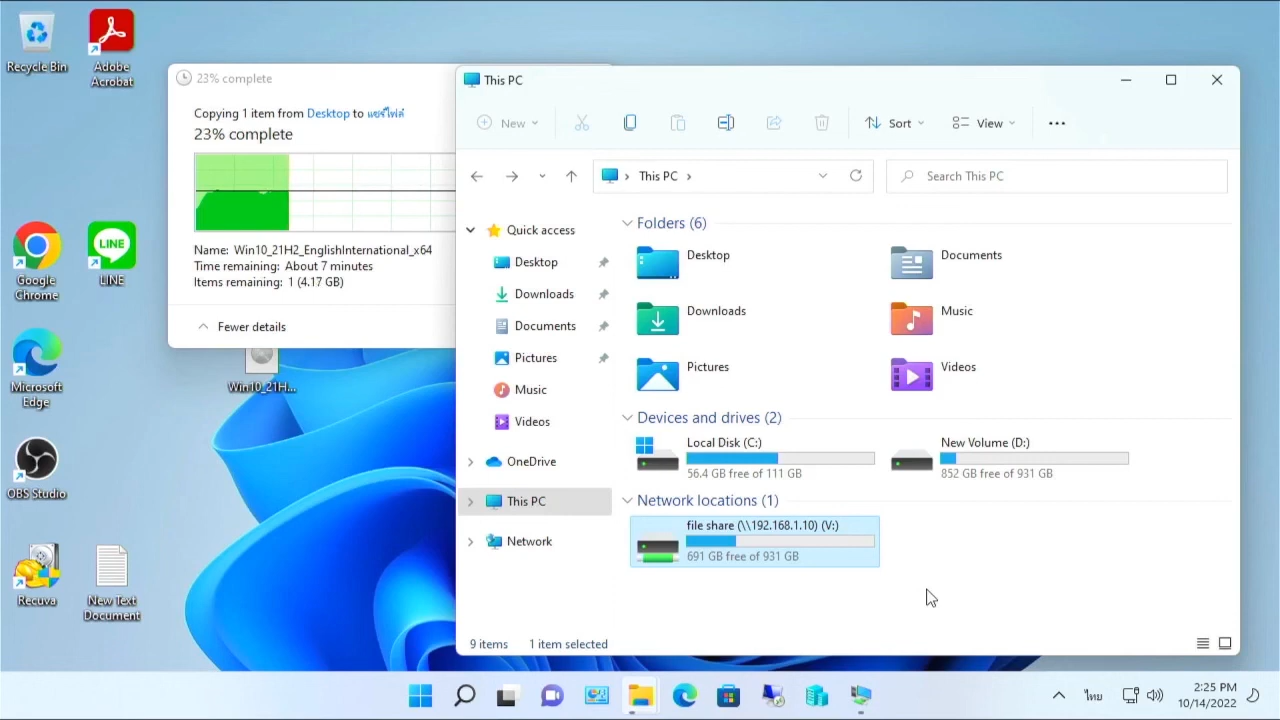 Recycle Bin
Adobe
Acrobat
Google
Chrome
LINE
LINE
Microsoft
Edge
OBS Studio
Recuva
New Text
Document
Win10_21H...
23% complete
Copying 1 item from Desktop to แชร์ไฟล์
23% complete
Name: Win10_21H2_EnglishInternational_x64
Time remaining: About 7 minutes
Items remaining: 1 (4.17 GB)
Fewer details
This PC
New
Sort
View
This PC
Search This PC
Quick access
Desktop
Downloads
Documents
Pictures
Music
Videos
OneDrive
This PC
Network
Folders (6)
Desktop
Documents
Downloads
Music
Pictures
Videos
Devices and drives (2)
Local Disk (C:)
56.4 GB free of 111 GB
New Volume (D:)
852 GB free of 931 GB
Network locations (1)
file share (\\192.168.1.10) (V:)
691 GB free of 931 GB
9 items
1 item selected
ไทย
2:25 PM
10/14/2022